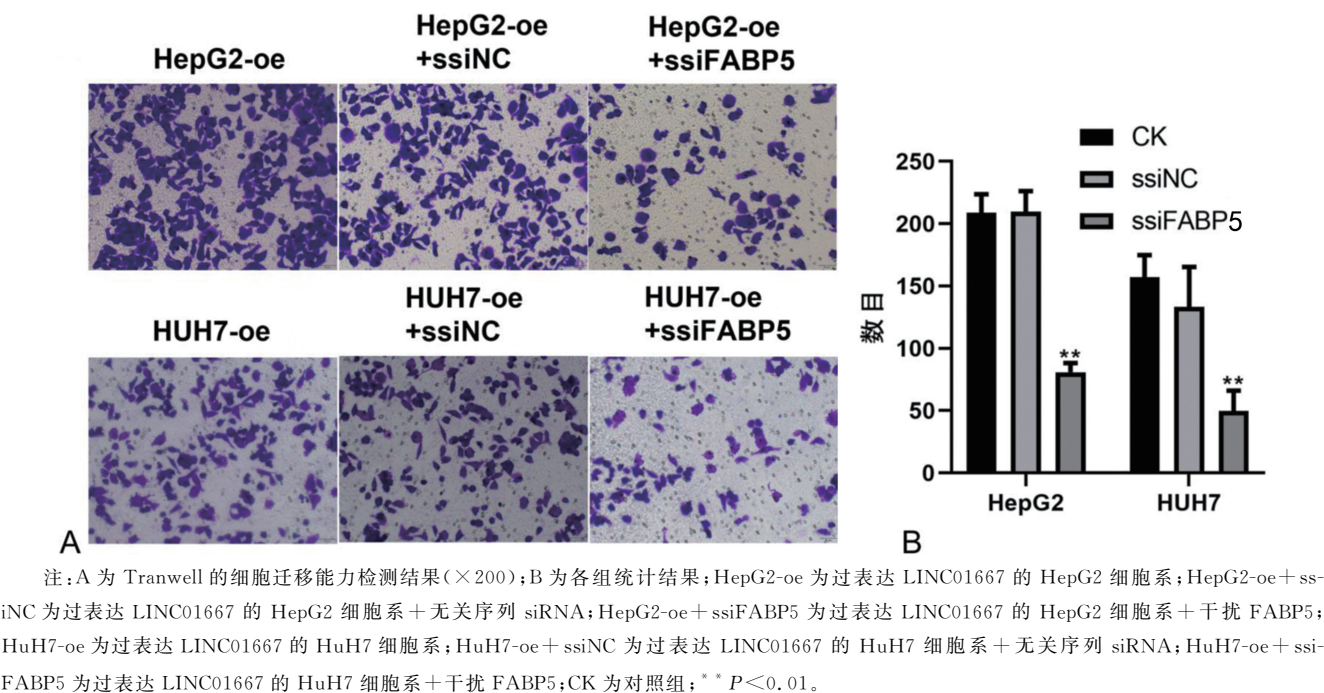 HepG2-oe
HepG2-oe
+ssiNC
HepG2-oe
+ssiFABP5
HUH7-oe
HUH7-oe
+ssiNC
HUH7-oe
+ssiFABP5
A
CK
ssiNC
ssiFABP5
250
200
150
100
50
0
数目
**
**
HepG2
HUH7
B
注:A 为 Tranwell 的细胞迁移能力检测结果(×200);B 为各组统计结果;HepG2-oe 为过表达 LINC01667 的 HepG2 细胞系;HepG2-oe+ss-
iNC 为过表达 LINC01667 的 HepG2 细胞系+无关序列 siRNA;HepG2-oe+ssiFABP5 为过表达 LINC01667 的 HepG2 细胞系+干扰 FABP5;
HuH7-oe 为过表达 LINC01667 的 HuH7 细胞系;HuH7-oe+ssiNC 为过表达 LINC01667 的 HuH7 细胞系+无关序列 siRNA;HuH7-oe+ssi-
FABP5 为过表达 LINC01667 的 HuH7 细胞系+干扰 FABP5;CK 为对照组;**P<0.01。